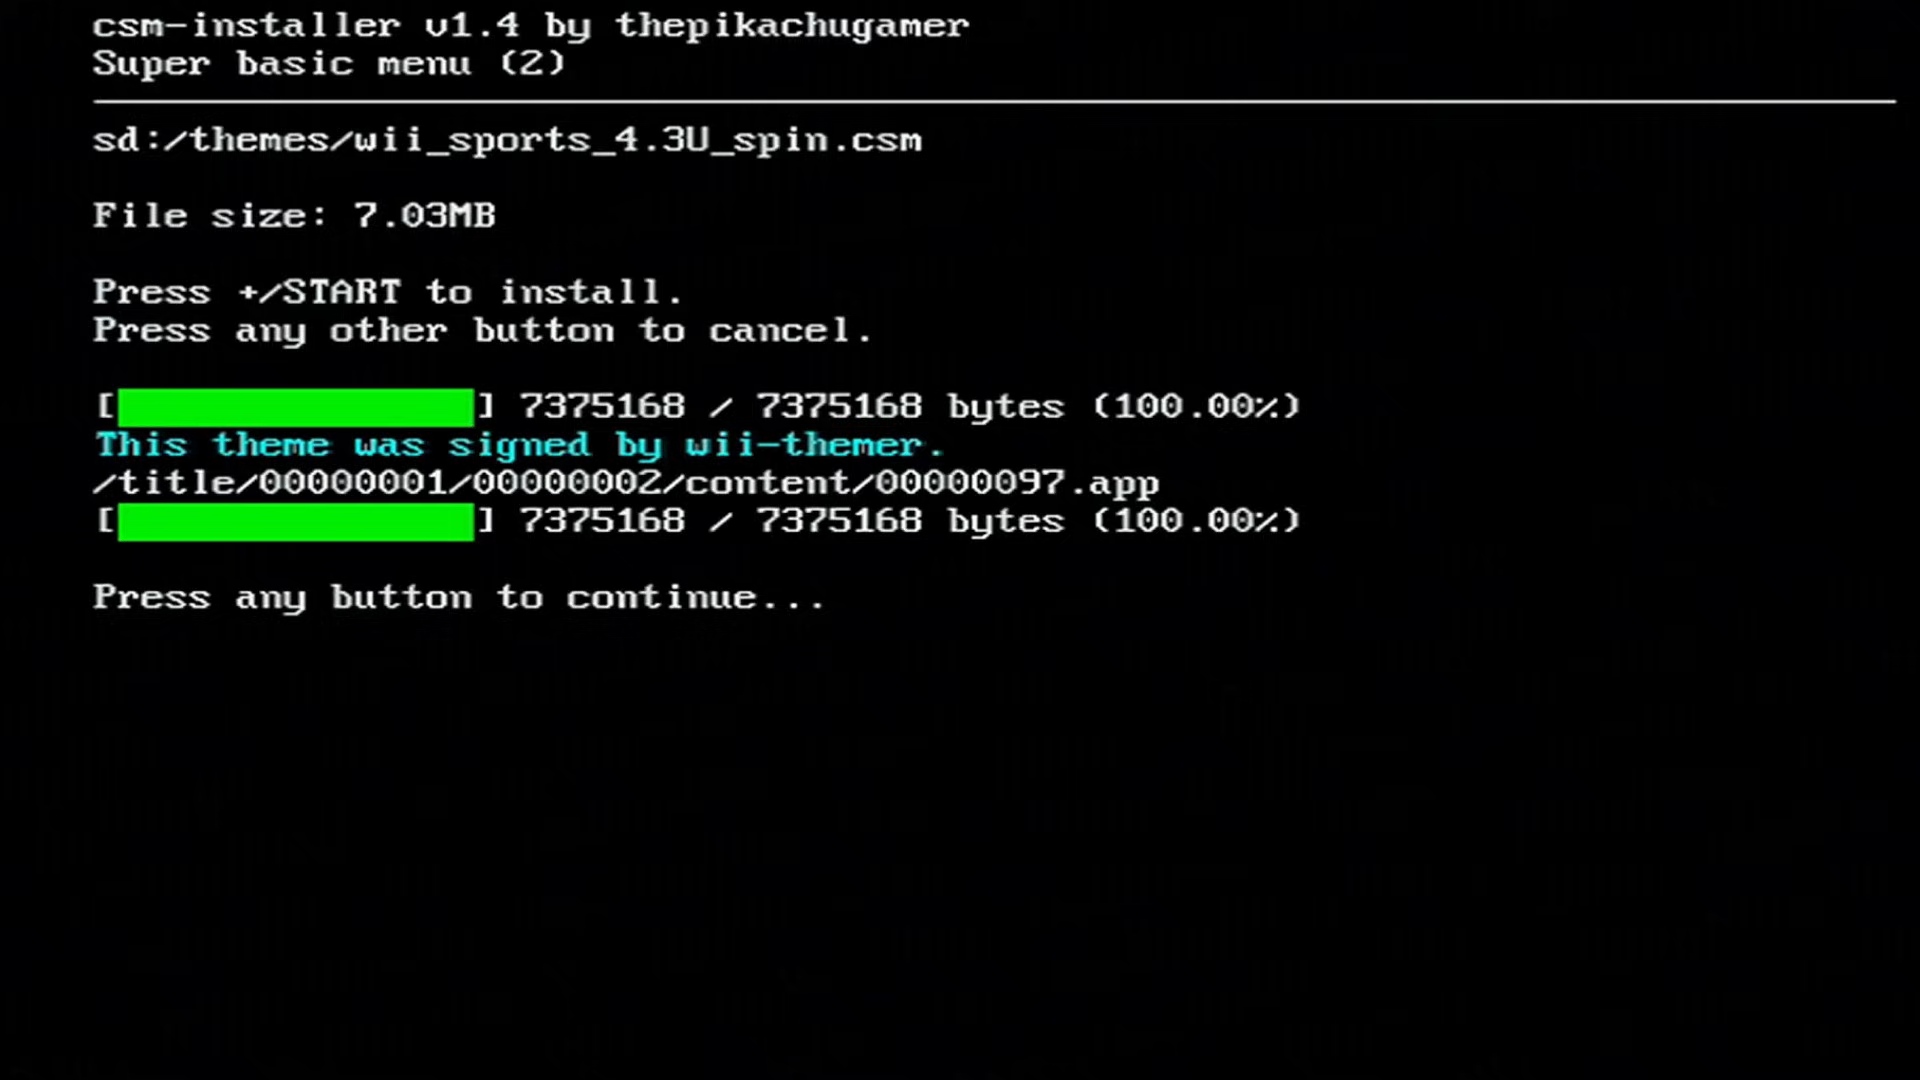 csm-installer v1.4 by thepikachugamer
Super basic menu (2)
sd:/themes/wii_sports_4.3U_spin.csm
File size: 7.03MB
Press +/START to install.
Press any other button to cancel.
[ ] 7375168 / 7375168 bytes (100.00%)
This theme was signed by wii-themer.
/title/00000001/00000002/content/00000097.app
[ ] 7375168 / 7375168 bytes (100.00%)
Press any button to continue...